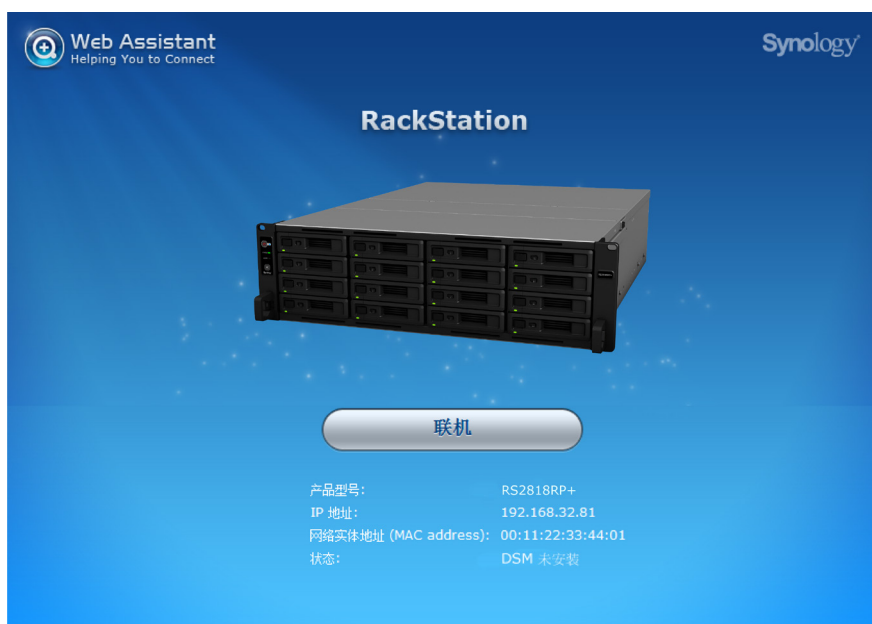 Web Assistant
Helping You to Connect
Synology
RackStation
联机
产品型号: RS2818RP+
IP 地址: 192.168.32.81
网络实体地址 (MAC address): 00:11:22:33:44:01
状态: DSM 未安装